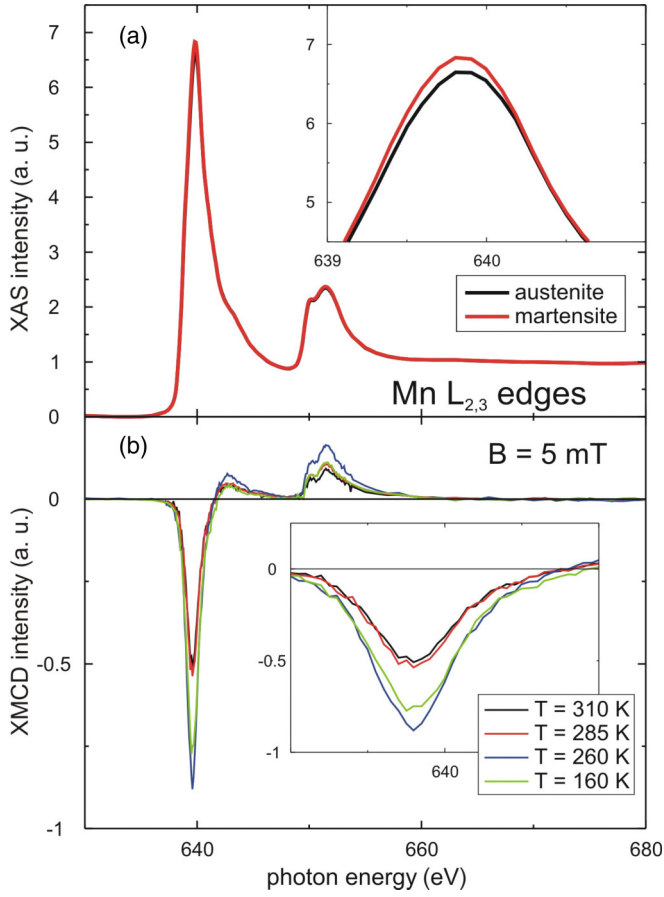 (a)
XAS intensity (a. u.)
7
6
5
4
3
2
1
0
7
6
5
639
640
austenite
martensite
Mn L2,3 edges
(b)
B = 5 mT
XMCD intensity (a. u.)
0
-0.5
-1
0
-0.5
-1
640
T = 310 K
T = 285 K
T = 260 K
T = 160 K
640
660
680
photon energy (eV)